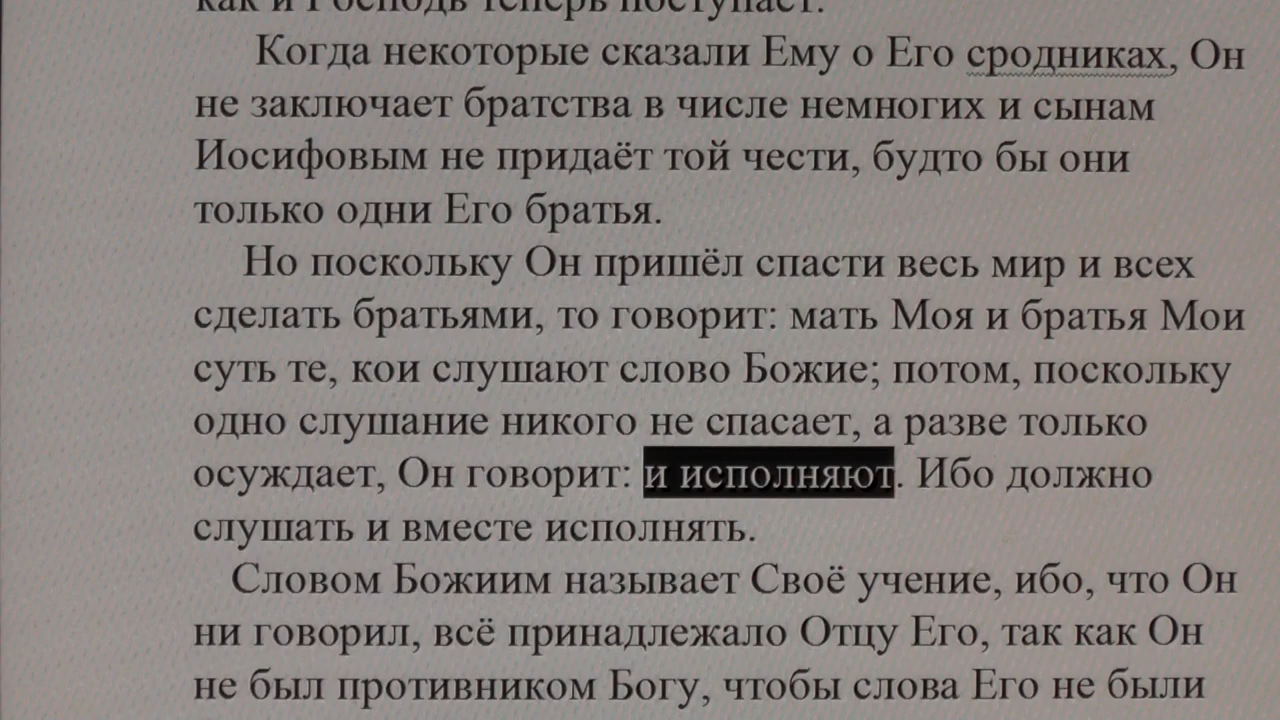 как и Господь теперь поступает.
Когда некоторые сказали Ему о Его сродниках, Он
не заключает братства в числе немногих и сынам
Иосифовым не придаёт той чести, будто бы они
только одни Его братья.
Но поскольку Он пришёл спасти весь мир и всех
сделать братьями, то говорит: мать Моя и братья Мои
суть те, кои слушают слово Божие; потом, поскольку
одно слушание никого не спасает, а разве только
осуждает, Он говорит: и исполняют. Ибо должно
слушать и вместе исполнять.
Словом Божиим называет Своё учение, ибо, что Он
ни говорил, всё принадлежало Отцу Его, так как Он
не был противником Богу, чтобы слова Его не были